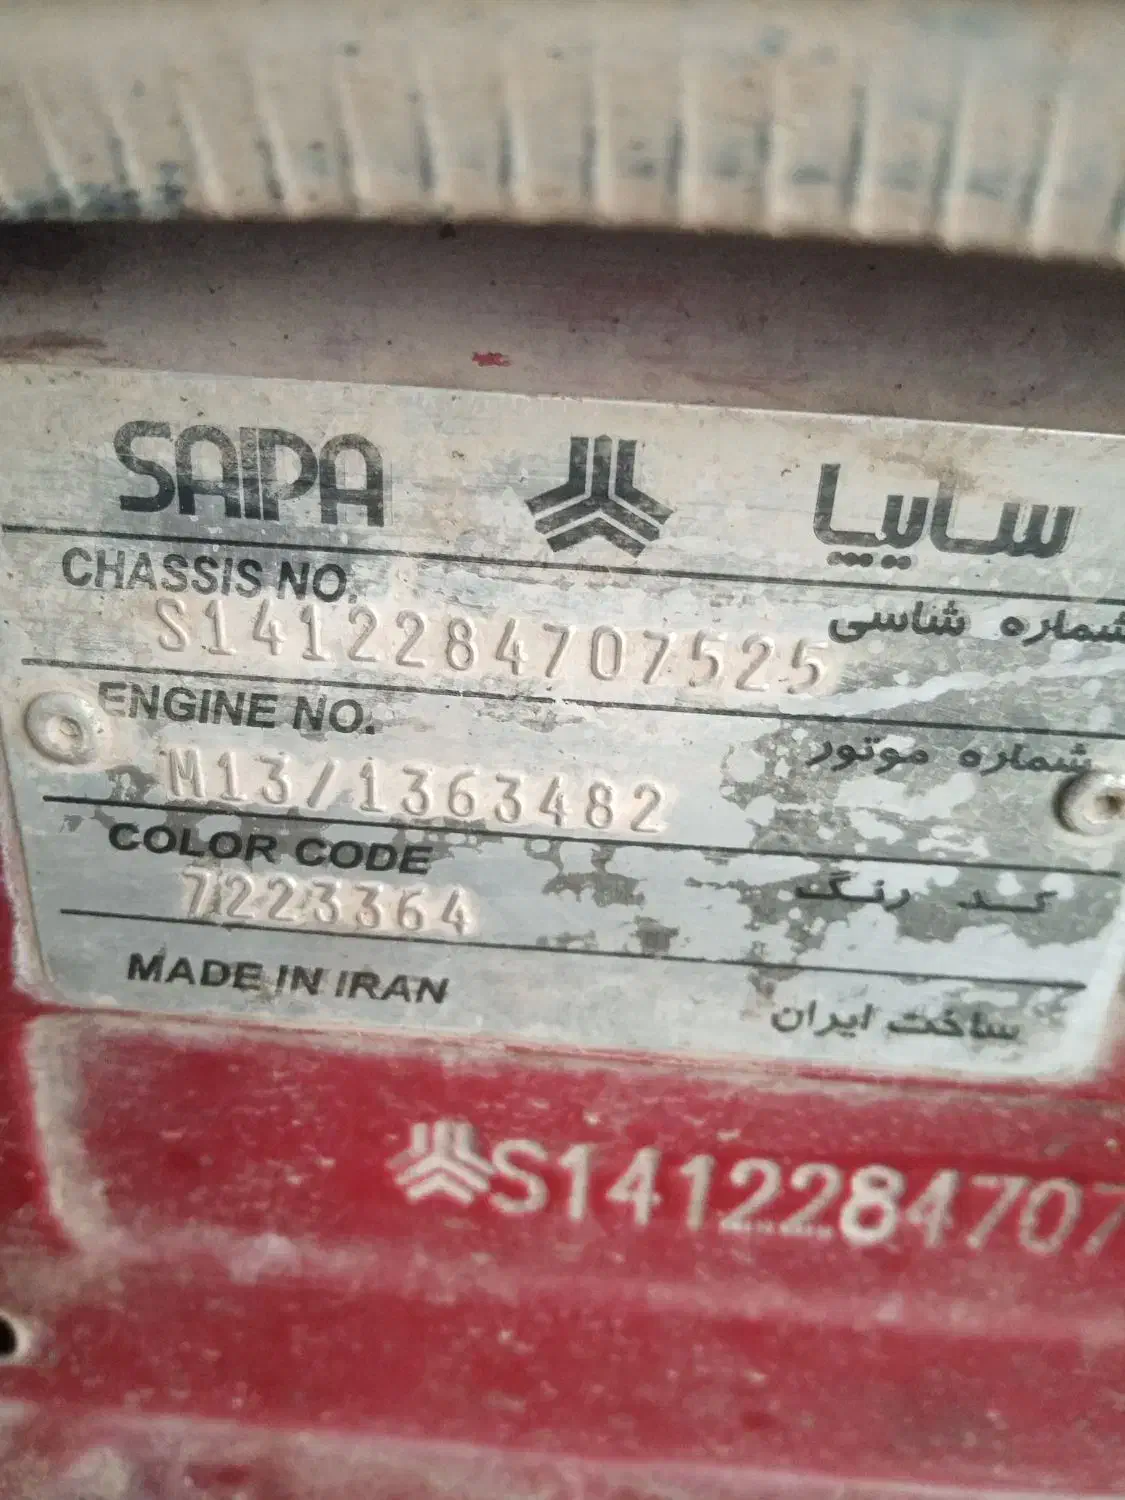 SAIPA سايپا
CHASSIS NO. شماره شاسی
S1412284707525
ENGINE NO. شماره موتور
M13/1363482
COLOR CODE کد رنگ
7223364
MADE IN IRAN ساخت ایران
S1412284707